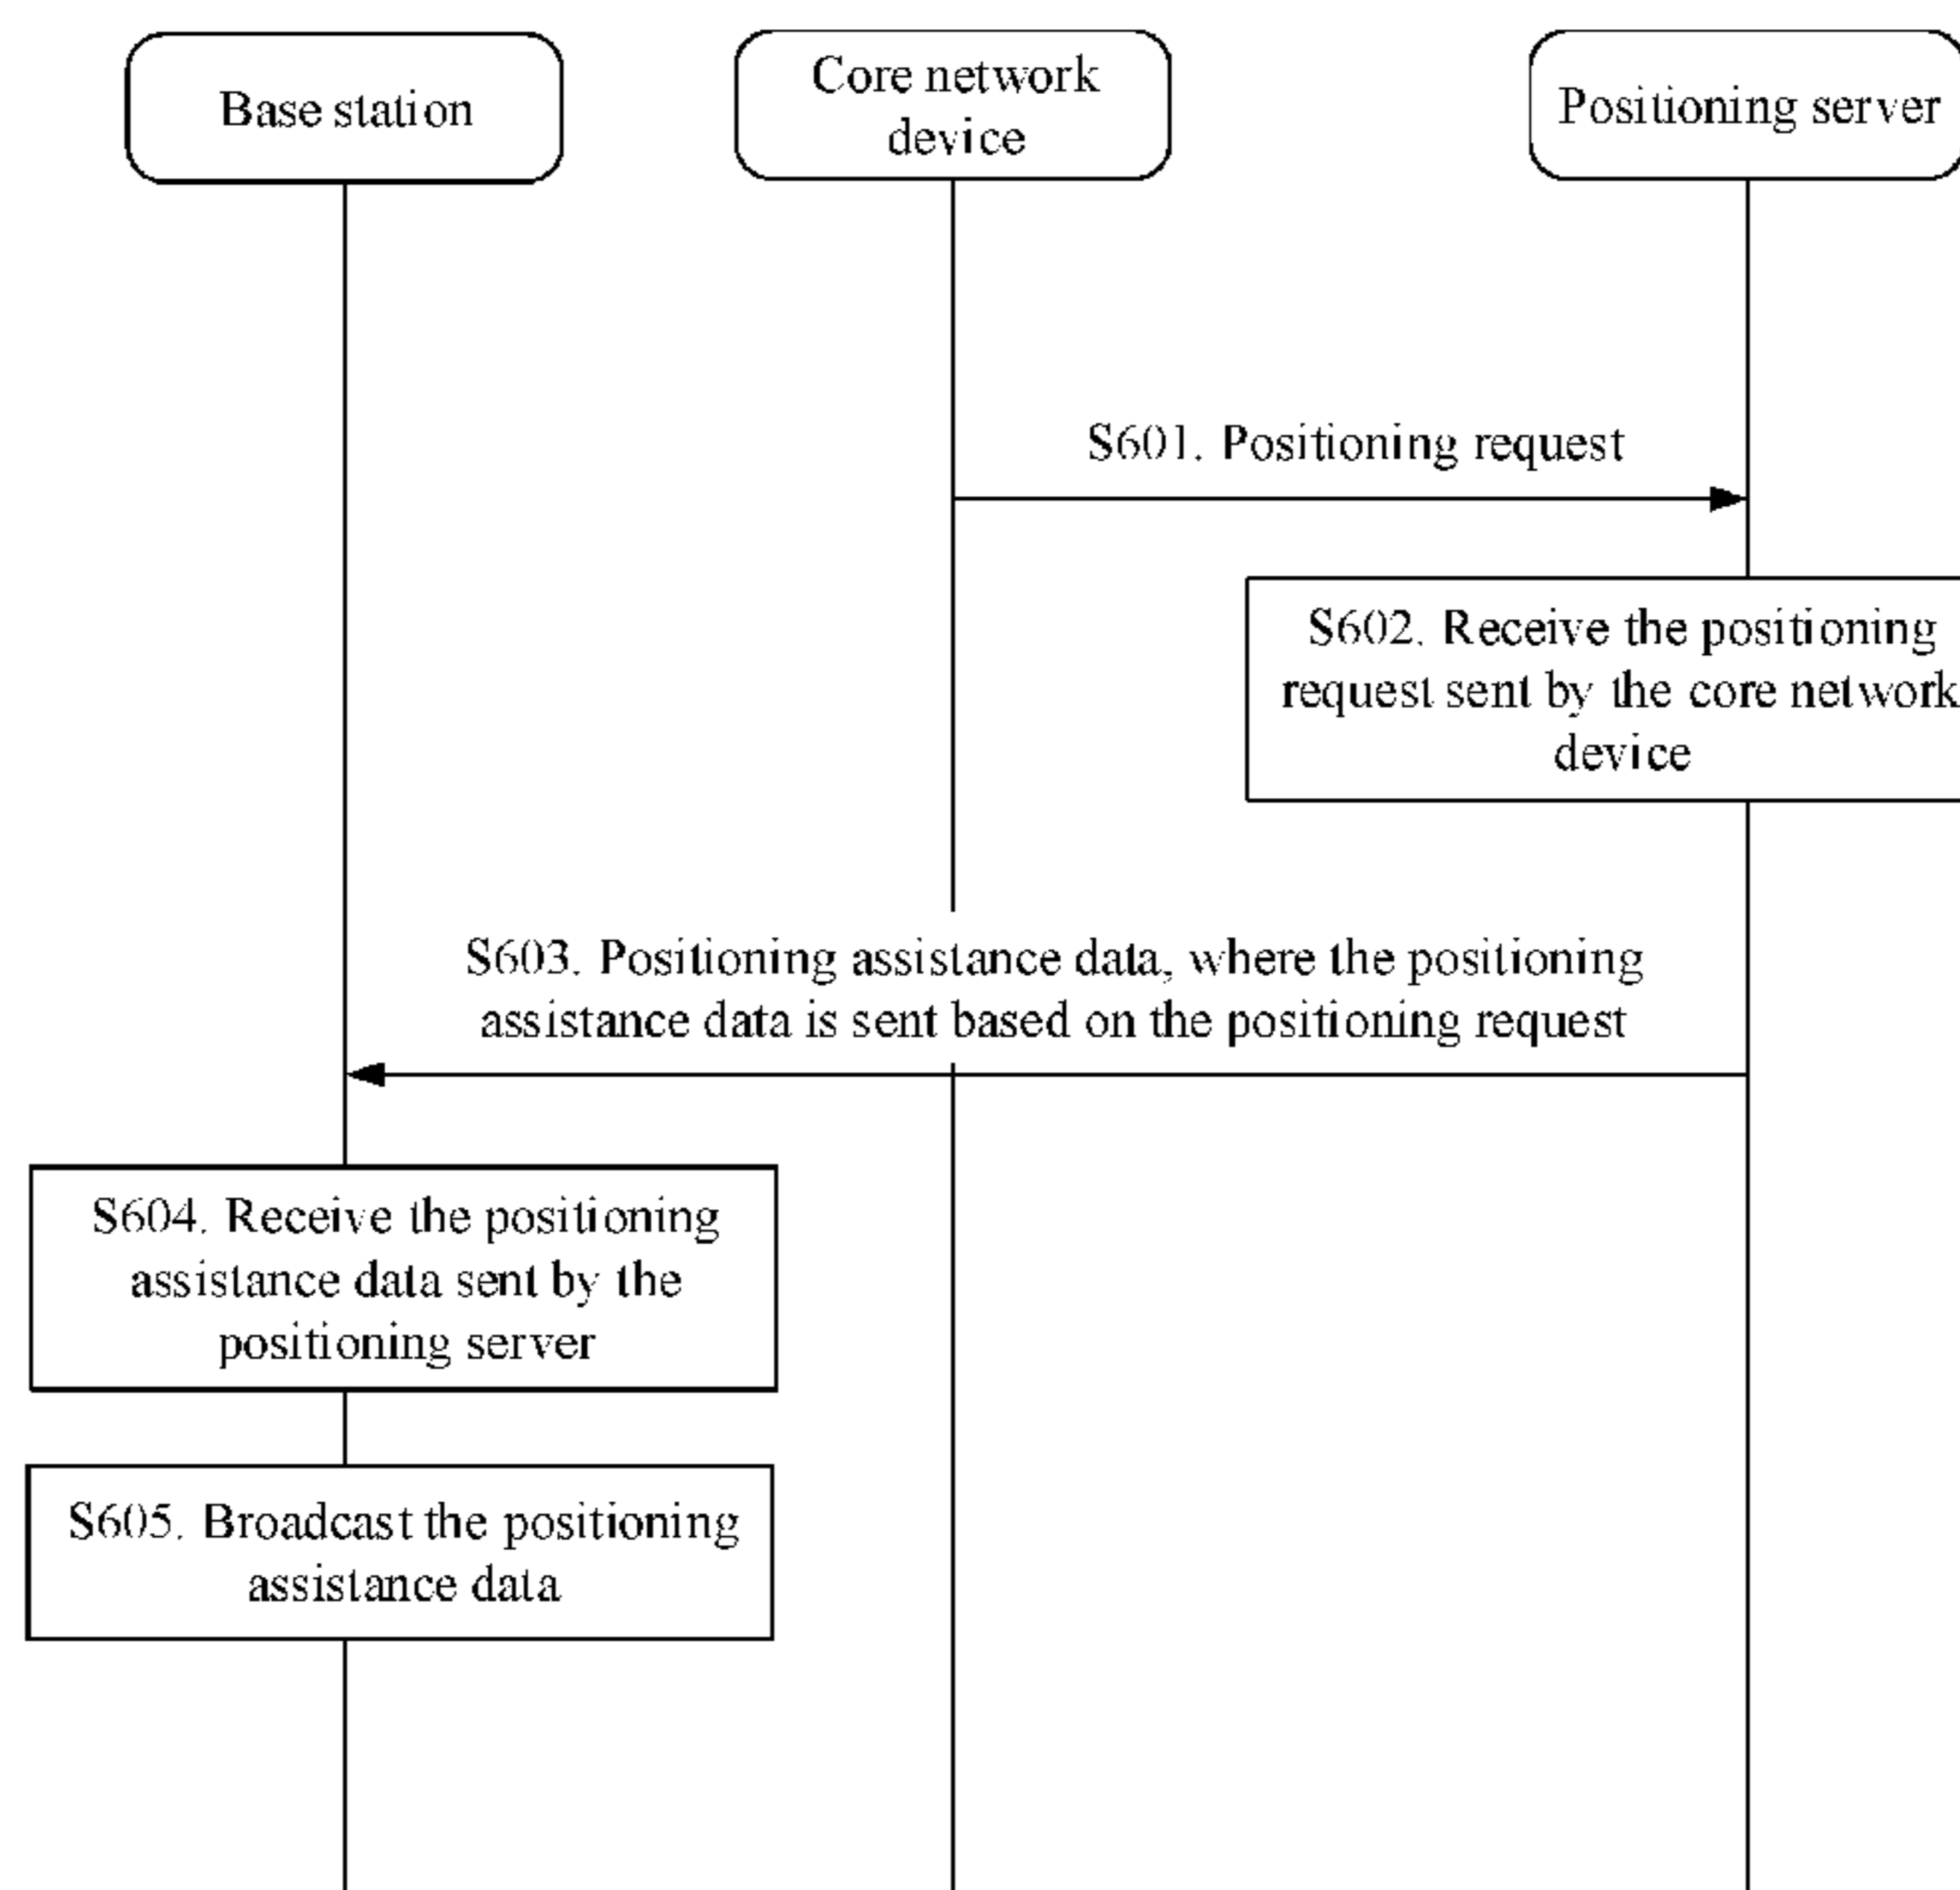 Base station
Core network
device
Positioning server
S601. Positioning request
S602. Receive the positioning
request sent by the core network
device
S603. Positioning assistance data, where the positioning
assistance data is sent based on the positioning request
S604. Receive the positioning
assistance data sent by the
positioning server
S605. Broadcast the positioning
assistance data